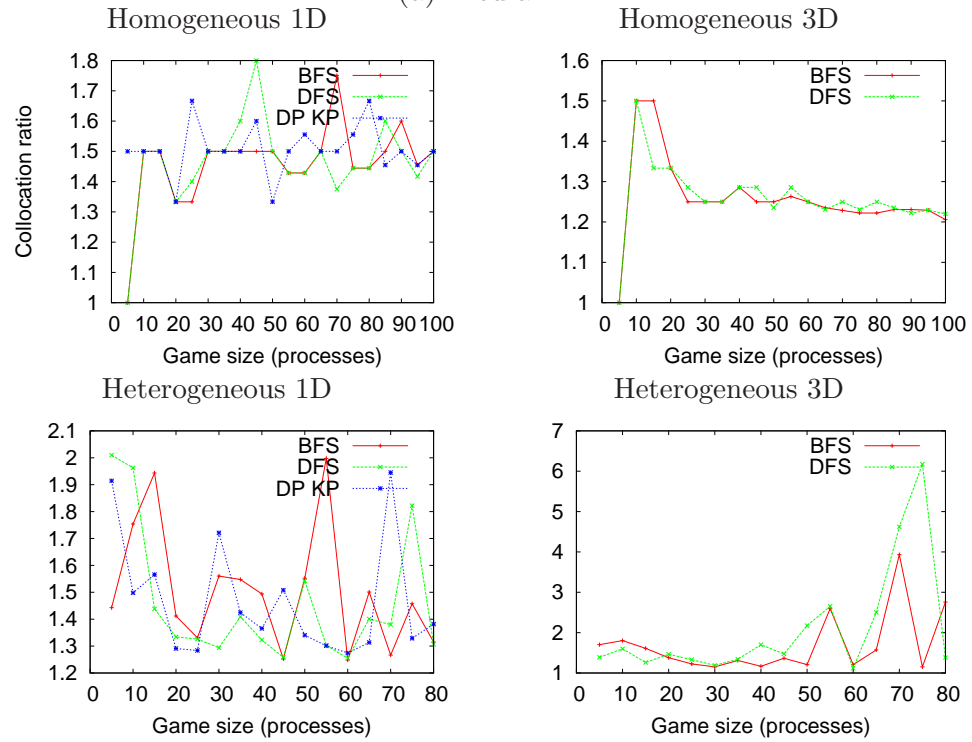 Homogeneous 1D
Homogeneous 3D
1.8
1.7
1.6
1.5
1.4
1.3
1.2
1.1
1
Collocation ratio
BFS
DFS
DP KP
0 10 20 30 40 50 60 70 80 90 100
Game size (processes)
1.6
1.5
1.4
1.3
1.2
1.1
1
BFS
DFS
0 10 20 30 40 50 60 70 80 90 100
Game size (processes)
Heterogeneous 1D
Heterogeneous 3D
2.1
2
1.9
1.8
1.7
1.6
1.5
1.4
1.3
1.2
BFS
DFS
DP KP
0 10 20 30 40 50 60 70 80
Game size (processes)
7
6
5
4
3
2
1
BFS
DFS
0 10 20 30 40 50 60 70 80
Game size (processes)